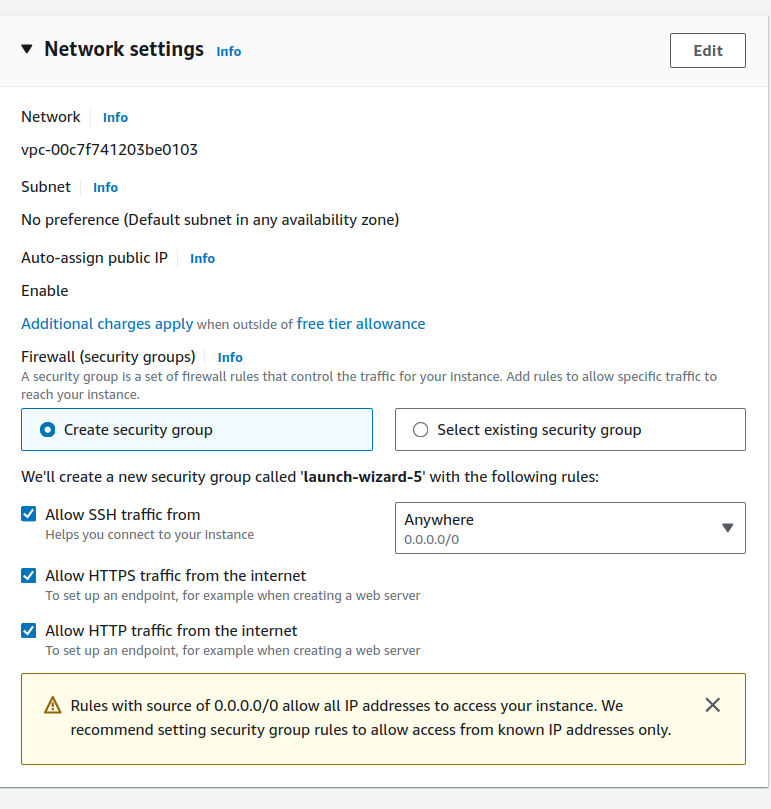 Network settings Info
Edit
Network Info
vpc-00c7f741203be0103
Subnet Info
No preference (Default subnet in any availability zone)
Auto-assign public IP Info
Enable
Additional charges apply when outside of free tier allowance
Firewall (security groups) Info
A security group is a set of firewall rules that control the traffic for your instance. Add rules to allow specific traffic to
reach your instance.
Create security group
Select existing security group
We'll create a new security group called 'launch-wizard-5' with the following rules:
Allow SSH traffic from
Helps you connect to your instance
Anywhere
0.0.0.0/0
Allow HTTPS traffic from the internet
To set up an endpoint, for example when creating a web server
Allow HTTP traffic from the internet
To set up an endpoint, for example when creating a web server
Rules with source of 0.0.0.0/0 allow all IP addresses to access your instance. We
recommend setting security group rules to allow access from known IP addresses only.